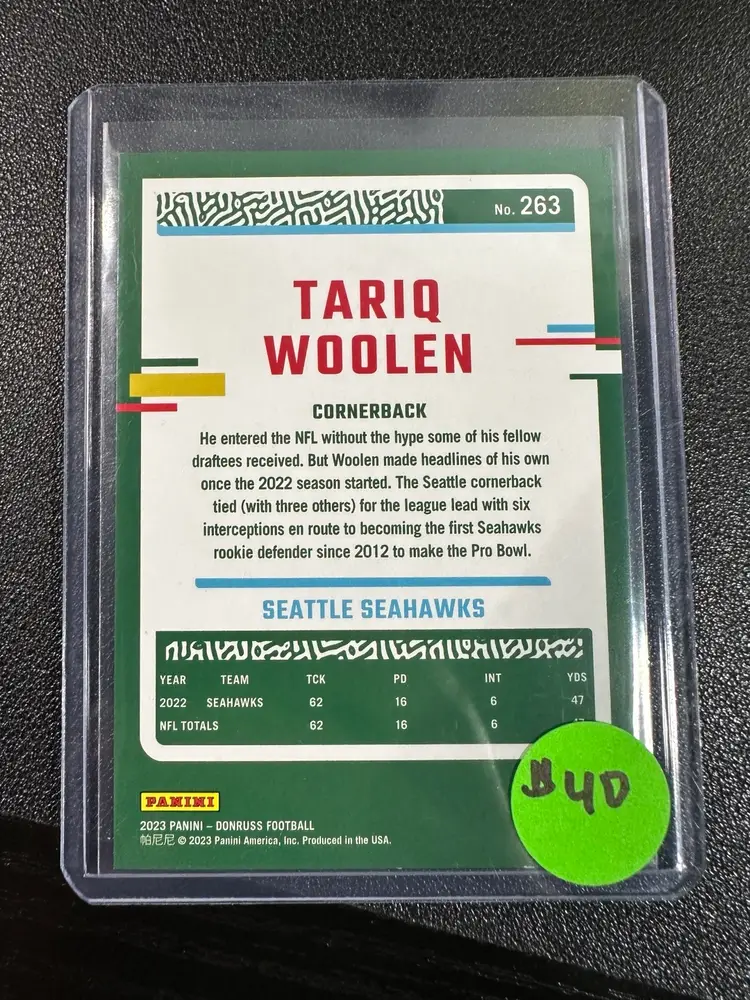 No. 263
TARIQ
WOOLEN
CORNERBACK
He entered the NFL without the hype some of his fellow
draftees received. But Woolen made headlines of his own
once the 2022 season started. The Seattle cornerback
tied (with three others) for the league lead with six
interceptions en route to becoming the first Seahawks
rookie defender since 2012 to make the Pro Bowl.
SEATTLE SEAHAWKS
YEAR TEAM TCK PD INT YDS
2022 SEAHAWKS 62 16 6 47
NFL TOTALS 62 16 6 47
$40
PANINI
2023 PANINI – DONRUSS FOOTBALL
帕尼尼 © 2023 Panini America, Inc. Produced in the USA.